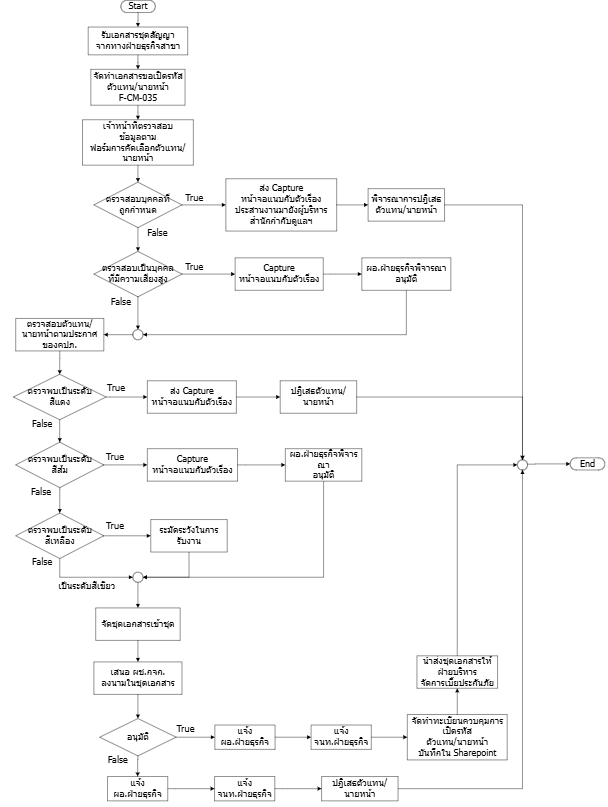 Start
รับเอกสารชุดสัญญา
จากทางฝ่ายธุรกิจสาขา
จัดทำเอกสารขอเปิดรหัส
ตัวแทน/นายหน้า
F-CM-035
เจ้าหน้าที่ตรวจสอบ
ข้อมูลตาม
ฟอร์มการคัดเลือกตัวแทน/
นายหน้า
ตรวจสอบบุคคลที่
ถูกกำหนด
True
ส่ง Capture
หน้าจอแนบกับตัวเรื่อง
ประสานงานมายังผู้บริหาร
สำนักกำกับดูแลฯ
พิจารณาการปฏิเสธ
ตัวแทน/นายหน้า
False
ตรวจสอบเป็นบุคคล
ที่มีความเสี่ยงสูง
True
Capture
หน้าจอแนบกับตัวเรื่อง
ผอ.ฝ่ายธุรกิจพิจารณา
อนุมัติ
False
ตรวจสอบตัวแทน/
นายหน้าตามประกาศ
ของคปภ.
ตรวจพบเป็นระดับ
สีแดง
True
ส่ง Capture
หน้าจอแนบกับตัวเรื่อง
ปฏิเสธตัวแทน/
นายหน้า
False
ตรวจพบเป็นระดับ
สีส้ม
True
Capture
หน้าจอแนบกับตัวเรื่อง
ผอ.ฝ่ายธุรกิจพิจาร
ณา
อนุมัติ
End
False
ตรวจพบเป็นระดับ
สีเหลือง
True
ระมัดระวังในการ
รับงาน
False
เป็นระดับสีเขียว
จัดชุดเอกสารเข้าชุด
เสนอ ผช.กจก.
ลงนามในชุดเอกสาร
นำส่งชุดเอกสารให้
ฝ่ายบริหาร
จัดการเบี้ยประกันภัย
อนุมัติ
True
แจ้ง
ผอ.ฝ่ายธุรกิจ
แจ้ง
จนท.ฝ่ายธุรกิจ
จัดทำทะเบียนควบคุมการ
เปิดรหัส
ตัวแทน/นายหน้า
บันทึกใน Sharepoint
False
แจ้ง
ผอ.ฝ่ายธุรกิจ
แจ้ง
จนท.ฝ่ายธุรกิจ
ปฏิเสธตัวแทน/
นายหน้า